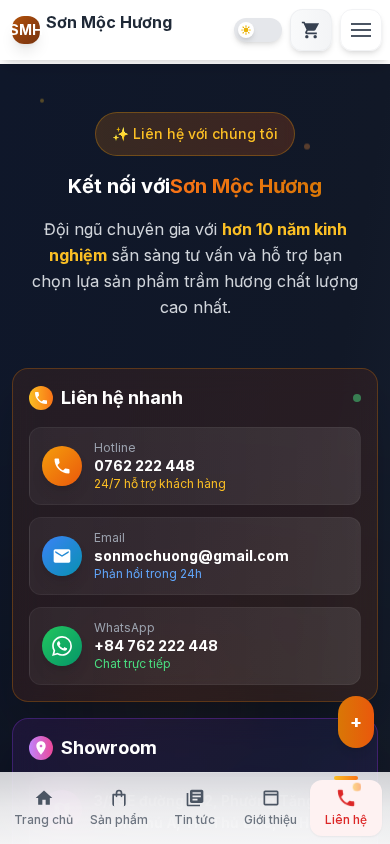 SMH
Sơn Mộc Hương
✨ Liên hệ với chúng tôi
Kết nối vớiSơn Mộc Hương
Đội ngũ chuyên gia với hơn 10 năm kinh
nghiệm sẵn sàng tư vấn và hỗ trợ bạn
chọn lựa sản phẩm trầm hương chất lượng
cao nhất.
Liên hệ nhanh
Hotline
0762 222 448
24/7 hỗ trợ khách hàng
Email
sonmochuong@gmail.com
Phản hồi trong 24h
WhatsApp
+84 762 222 448
Chat trực tiếp
+
Showroom
Trang chủ
Sản phẩm
Tin tức
Giới thiệu
Liên hệ